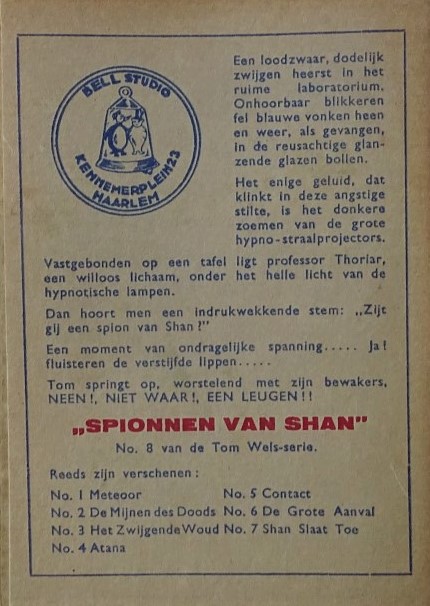 BELL STUDIO
KENNEMERPLEIN 23
HAARLEM
Een loodzwaar, dodelijk
zwijgen heerst in het
ruime laboratorium.
Onhoorbaar blikkeren
fel blauwe vonken heen
en weer, als gevangen,
in de reusachtige glan-
zende glazen bollen.
Het enige geluid, dat
klinkt in deze angstige
stilte, is het donkere
zoemen van de grote
hypno-straalprojectors.
Vastgebonden op een tafel ligt professor Thorlar,
een willoos lichaam, onder het helle licht van de
hypnotische lampen.
Dan hoort men een indrukwekkende stem: „Zijt
gij een spion van Shan?”
Een moment van ondragelijke spanning..... Ja!
fluisteren de verstijfde lippen.....
Tom springt op, worstelend met zijn bewakers,
NEEN!, NIET WAAR!, EEN LEUGEN!!
„SPIONNEN VAN SHAN”
No. 8 van de Tom Wels-serie.
Reeds zijn verschenen:
No. 1 Meteoor
No. 2 De Mijnen des Doods
No. 3 Het Zwijgende Woud
No. 4 Atana
No. 5 Contact
No. 6 De Grote Aanval
No. 7 Shan Slaat Toe